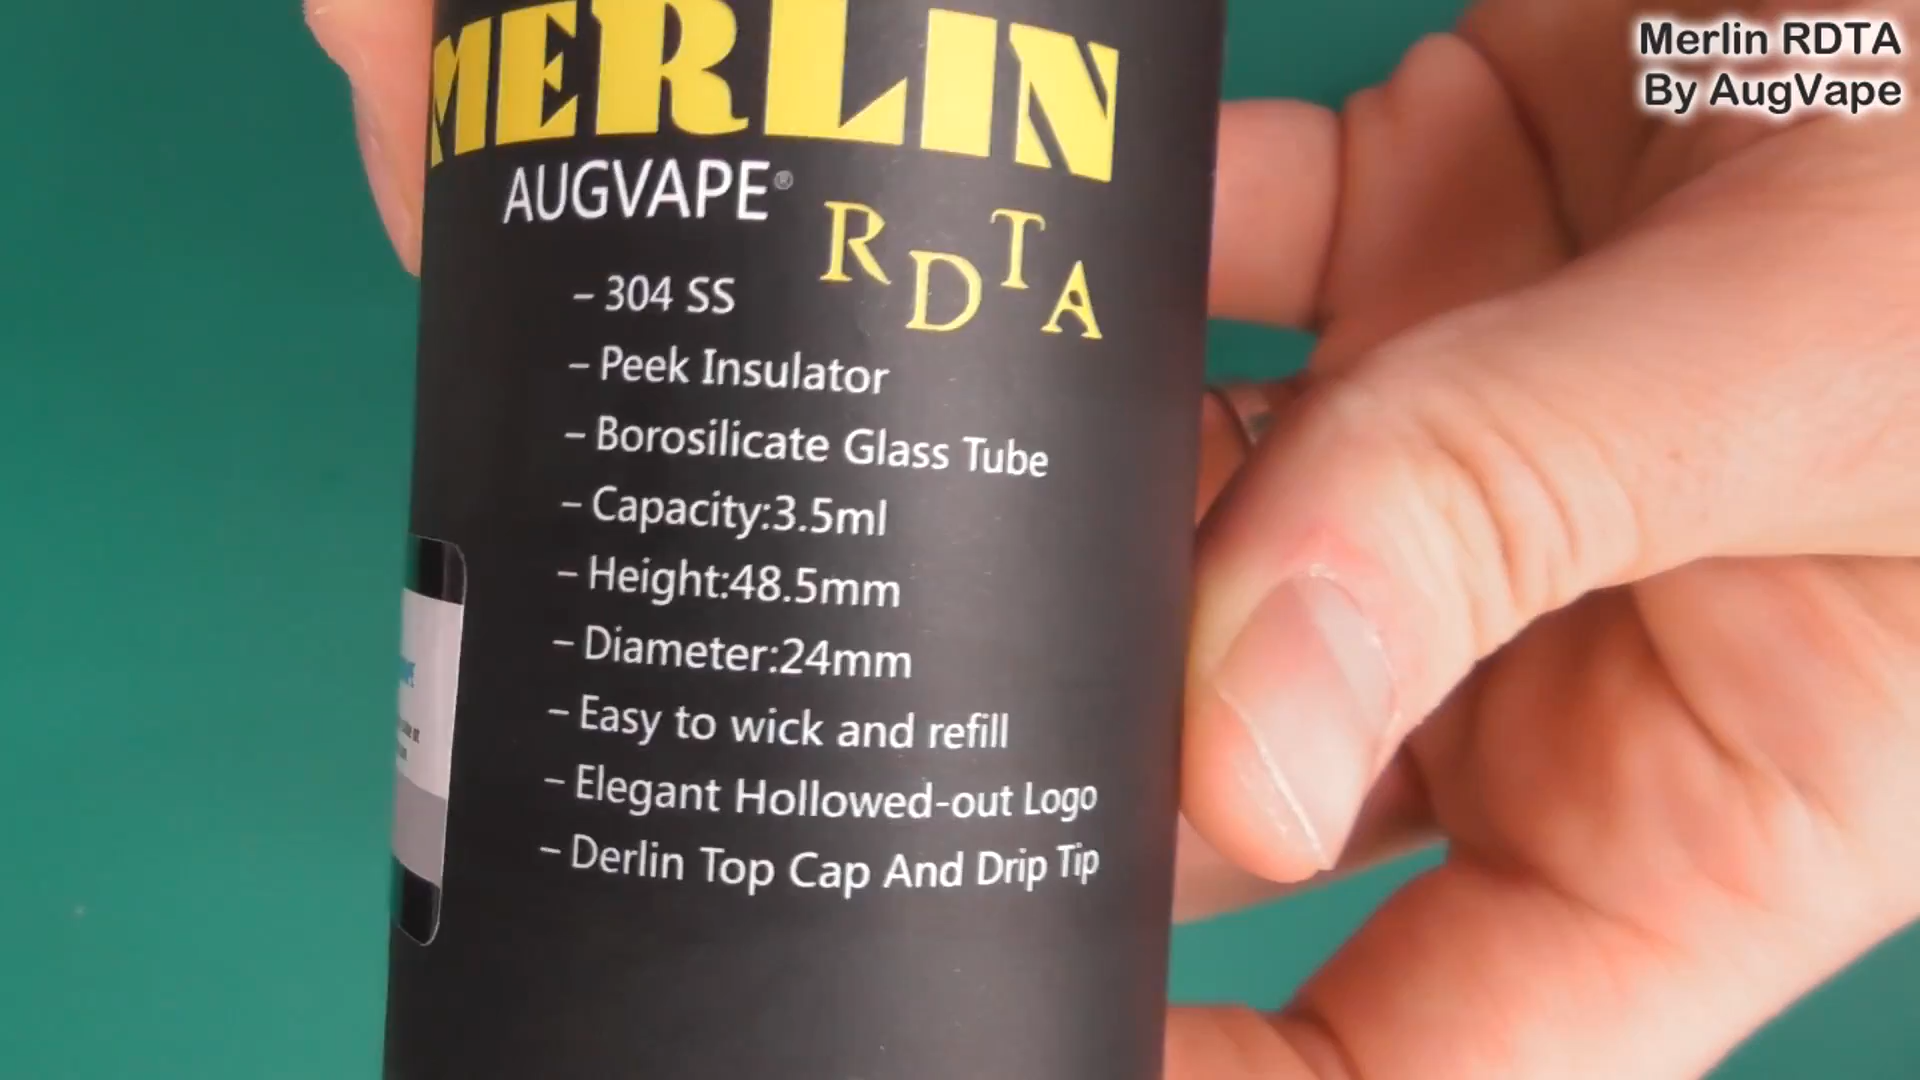 Merlin RDTA
By AugVape
MERLIN
AUGVAPE®
RDTA
– 304 SS
– Peek Insulator
– Borosilicate Glass Tube
– Capacity:3.5ml
– Height:48.5mm
– Diameter:24mm
– Easy to wick and refill
– Elegant Hollowed-out Logo
– Derlin Top Cap And Drip Tip